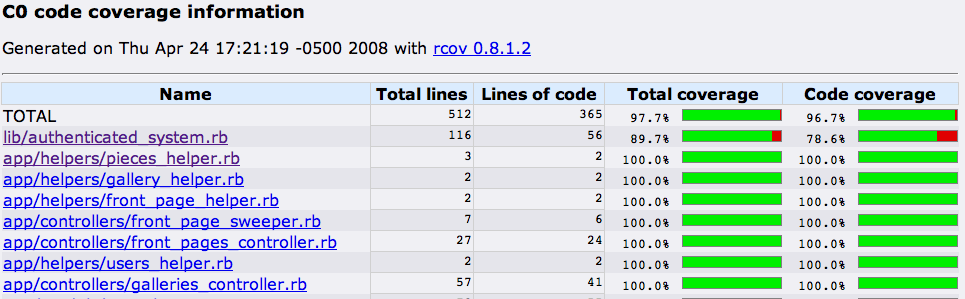 C0 code coverage information
Generated on Thu Apr 24 17:21:19 -0500 2008 with rcov 0.8.1.2
Name Total lines Lines of code Total coverage Code coverage
TOTAL 512 365 97.7% 96.7%
lib/authenticated_system.rb 116 56 89.7% 78.6%
app/helpers/pieces_helper.rb 3 2 100.0% 100.0%
app/helpers/gallery_helper.rb 2 2 100.0% 100.0%
app/helpers/front_page_helper.rb 2 2 100.0% 100.0%
app/controllers/front_page_sweeper.rb 7 6 100.0% 100.0%
app/controllers/front_pages_controller.rb 27 24 100.0% 100.0%
app/helpers/users_helper.rb 2 2 100.0% 100.0%
app/controllers/galleries_controller.rb 57 41 100.0% 100.0%